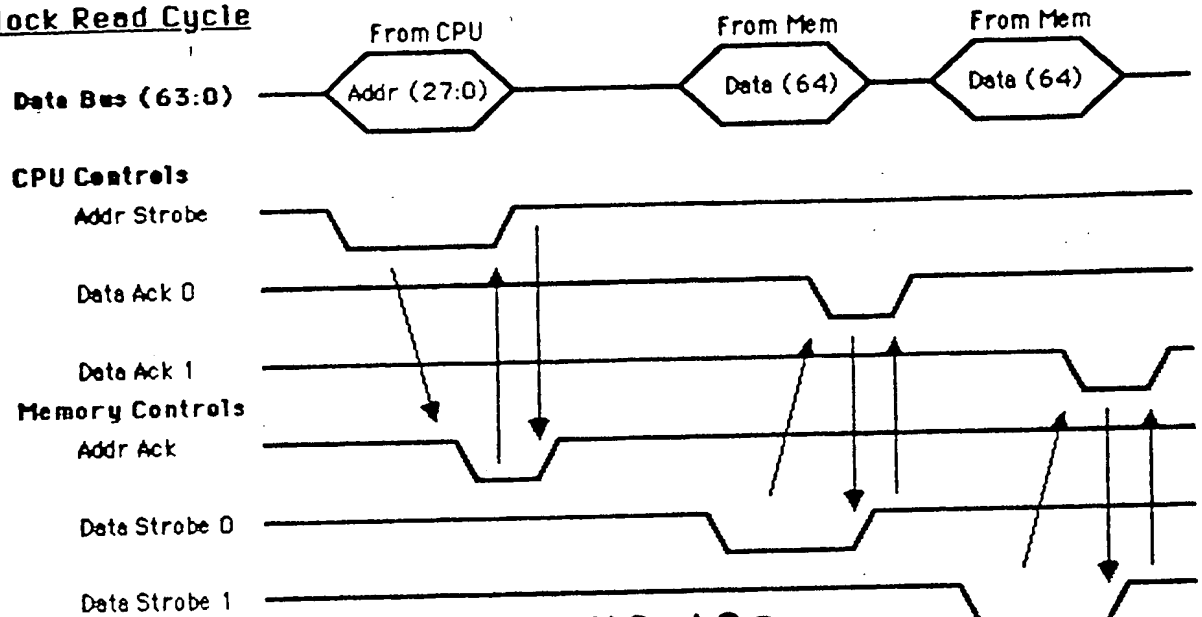 lock Read Cycle
From CPU
From Mem
From Mem
Data Bus (63:0)
Addr (27:0)
Data (64)
Data (64)
CPU Controls
Addr Strobe
Data Ack 0
Data Ack 1
Memory Controls
Addr Ack
Data Strobe 0
Data Strobe 1